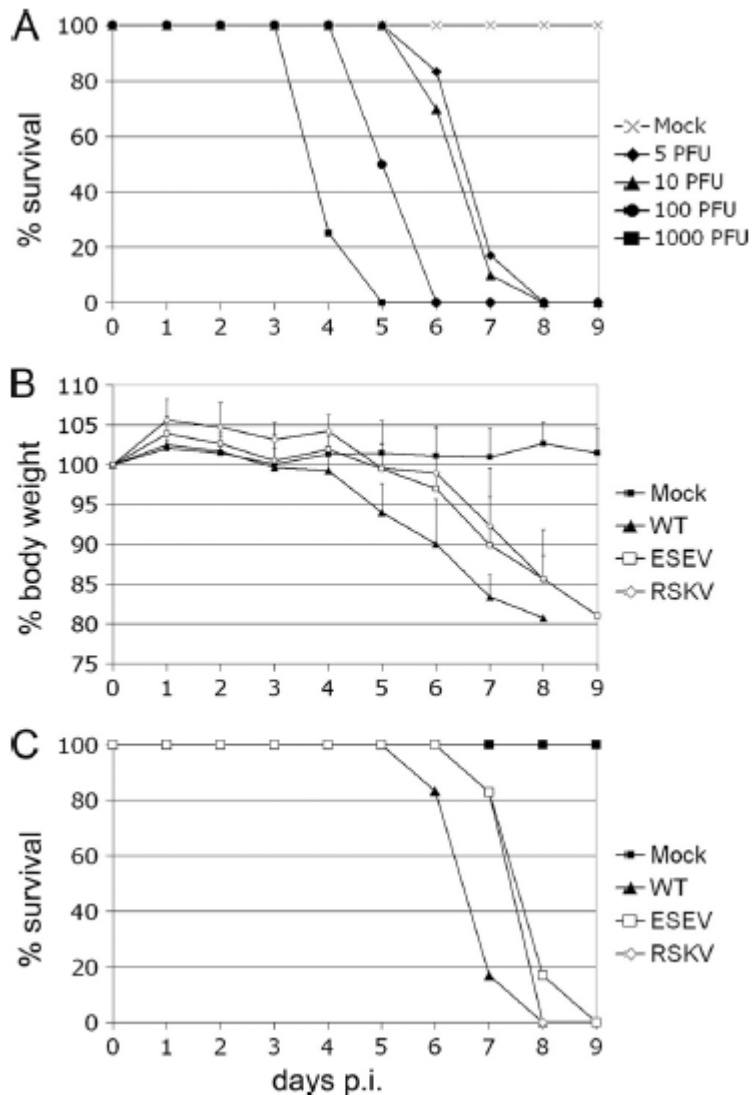 A
% survival
100
80
60
40
20
0
0 1 2 3 4 5 6 7 8 9
Mock
5 PFU
10 PFU
100 PFU
1000 PFU
B
% body weight
110
105
100
95
90
85
80
75
0 1 2 3 4 5 6 7 8 9
Mock
WT
ESEV
RSKV
C
% survival
100
80
60
40
20
0
0 1 2 3 4 5 6 7 8 9
days p.i.
Mock
WT
ESEV
RSKV